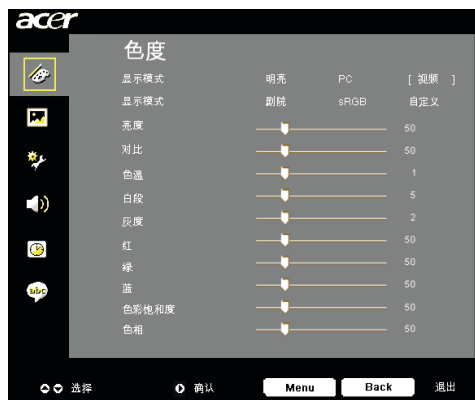 acer
色度
显示模式 明亮 PC [ 视频 ]
显示模式 剧院 sRGB 自定义
亮度 50
对比 50
色温 1
白段 5
灰度 2
红 50
绿 50
蓝 50
色彩饱和度 50
色相 50
abc
选择 确认 Menu Back 退出